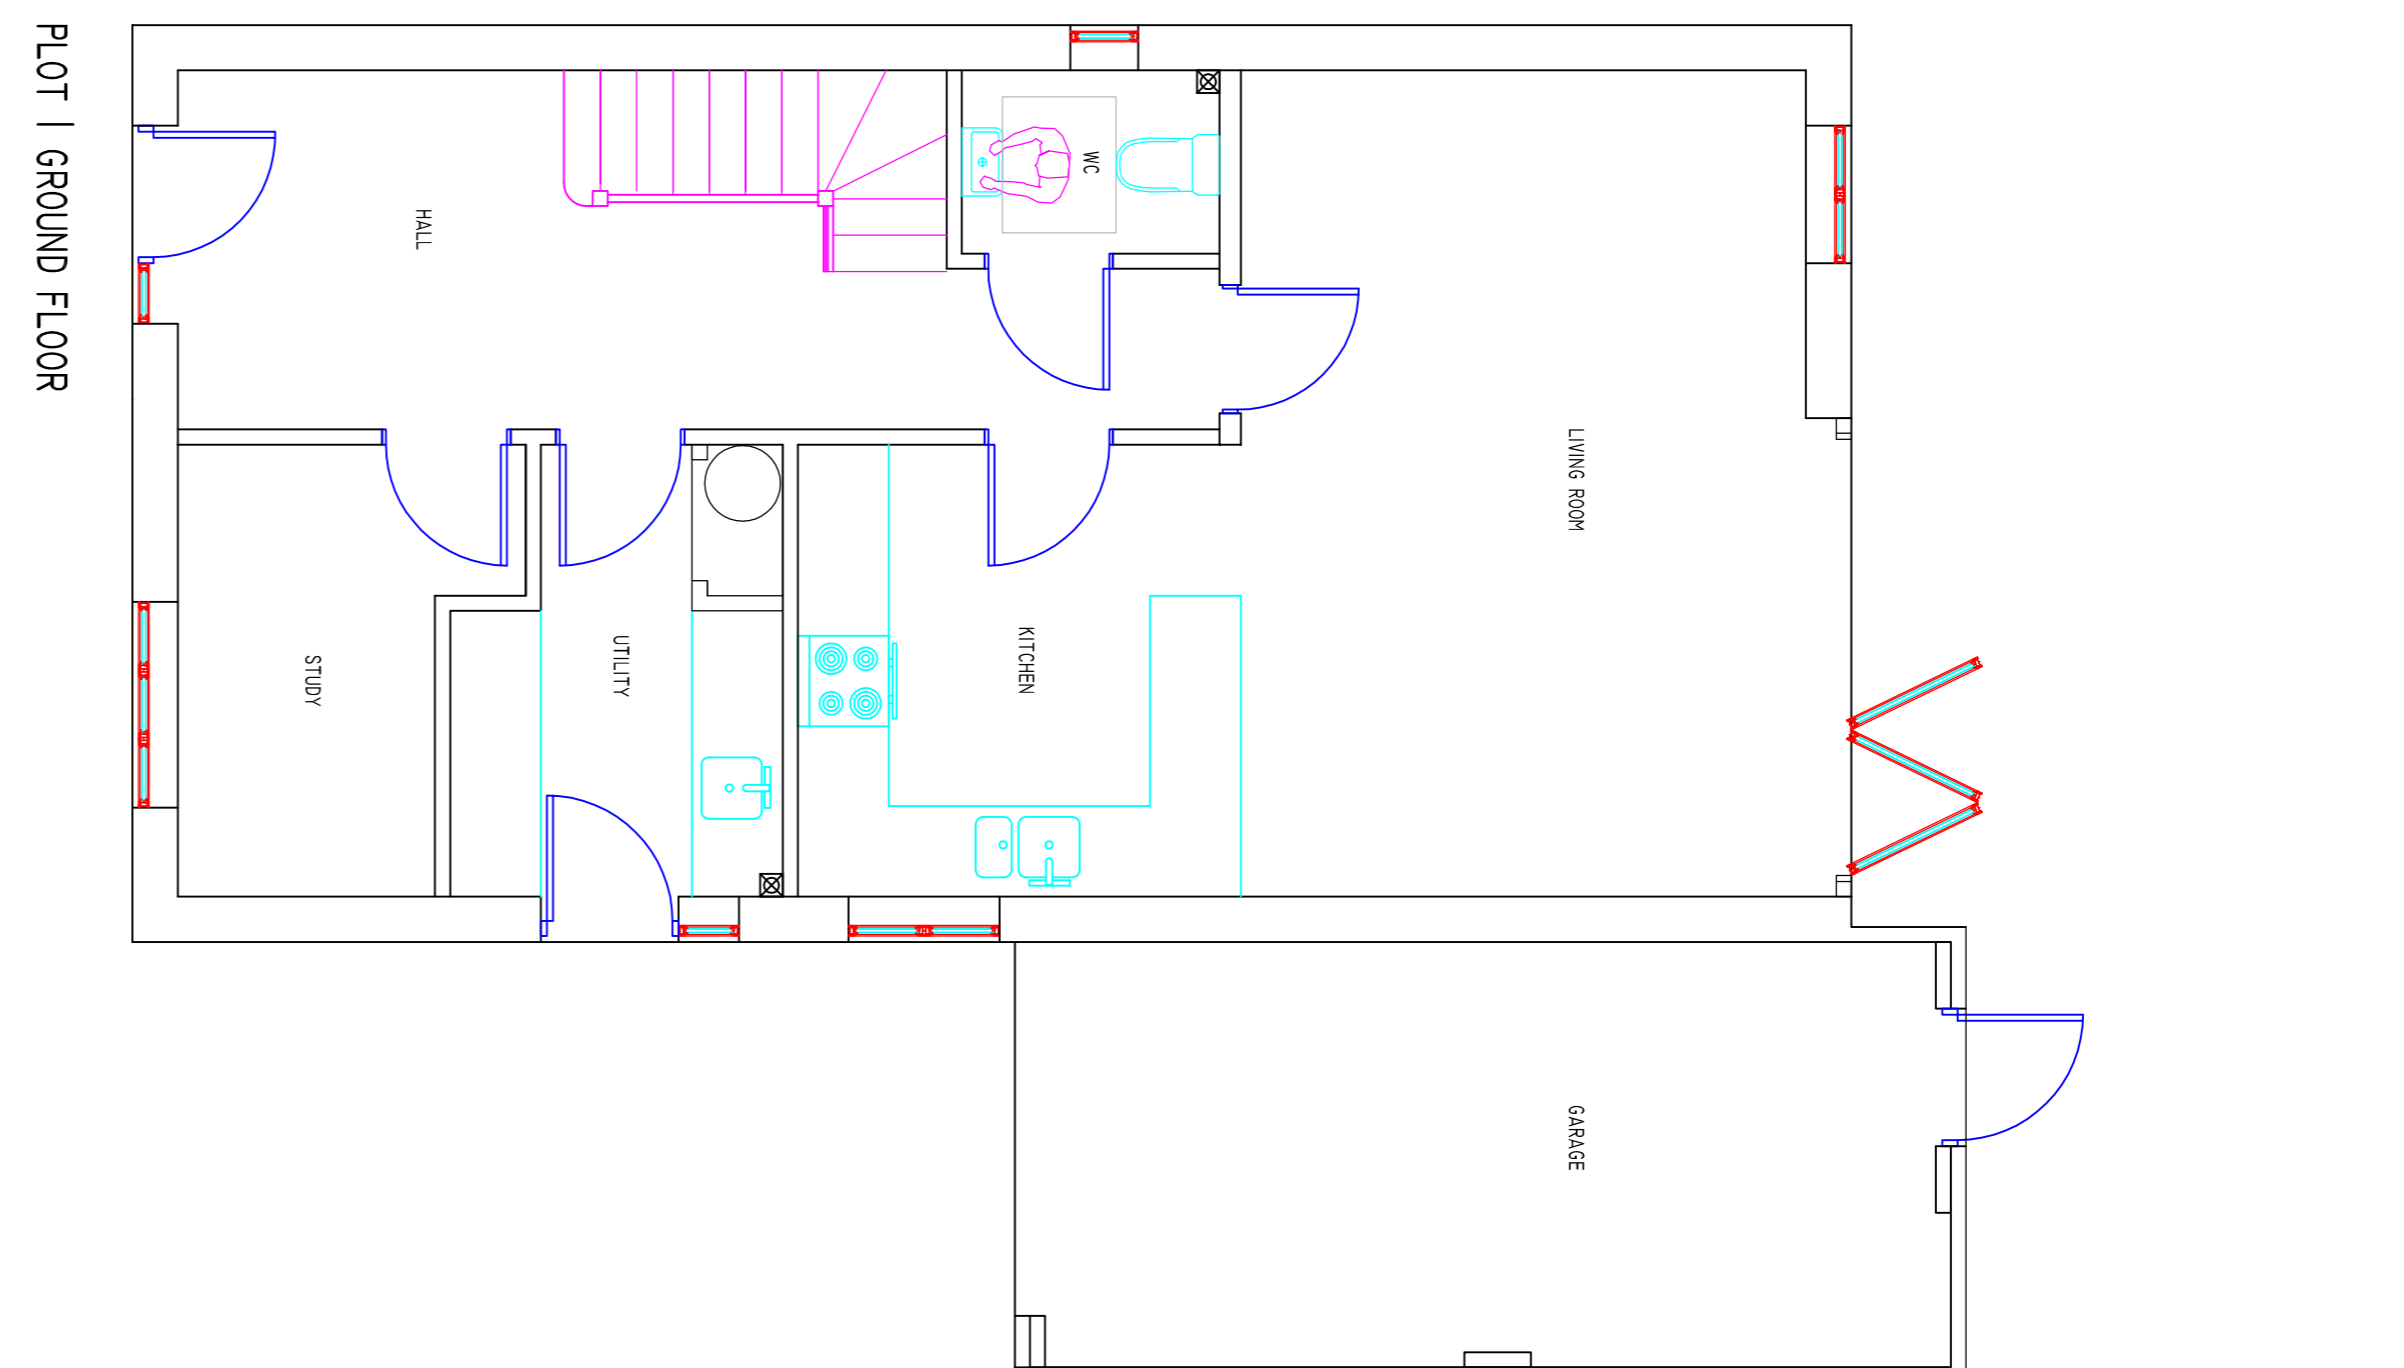 PLOT 1 GROUND FLOOR
HALL
WC
LIVING ROOM
STUDY
UTILITY
KITCHEN
GARAGE